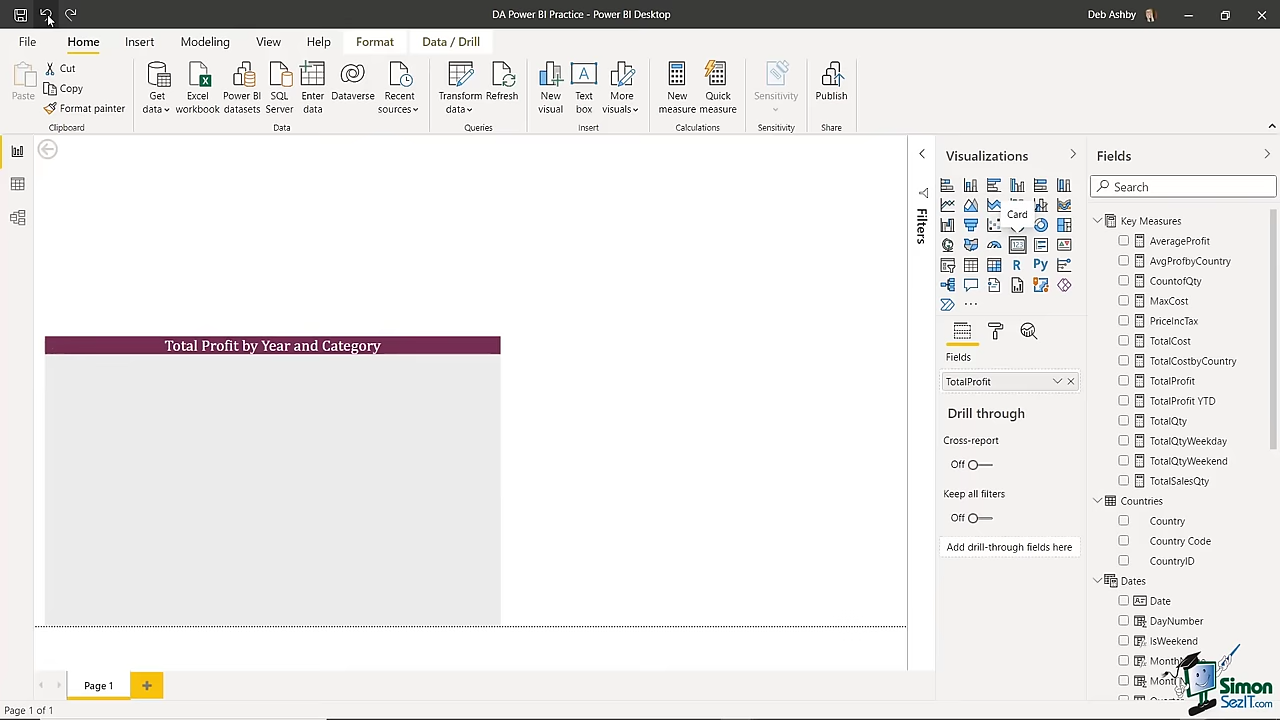 DA Power BI Practice - Power BI Desktop
Deb Ashby
File
Home
Insert
Modeling
View
Help
Format
Data / Drill
Paste
Cut
Copy
Format painter
Clipboard
Get data
Excel workbook
Power BI datasets
SQL Server
Enter data
Dataverse
Recent sources
Data
Transform data
Refresh
Queries
New visual
Text box
More visuals
Insert
New measure
Quick measure
Calculations
Sensitivity
Sensitivity
Publish
Share
Total Profit by Year and Category
Filters
Visualizations
Card
R
Py
123
Fields
TotalProfit
Drill through
Cross-report
Off
Keep all filters
Off
Add drill-through fields here
Fields
Search
Key Measures
AverageProfit
AvgProfbyCountry
CountofQty
MaxCost
PriceIncTax
TotalCost
TotalCostbyCountry
TotalProfit
TotalProfit YTD
TotalQty
TotalQtyWeekday
TotalQtyWeekend
TotalSalesQty
Countries
Country
Country Code
CountryID
Dates
Date
DayNumber
IsWeekend
Page 1
Page 1 of 1
Simon
SezIT.com